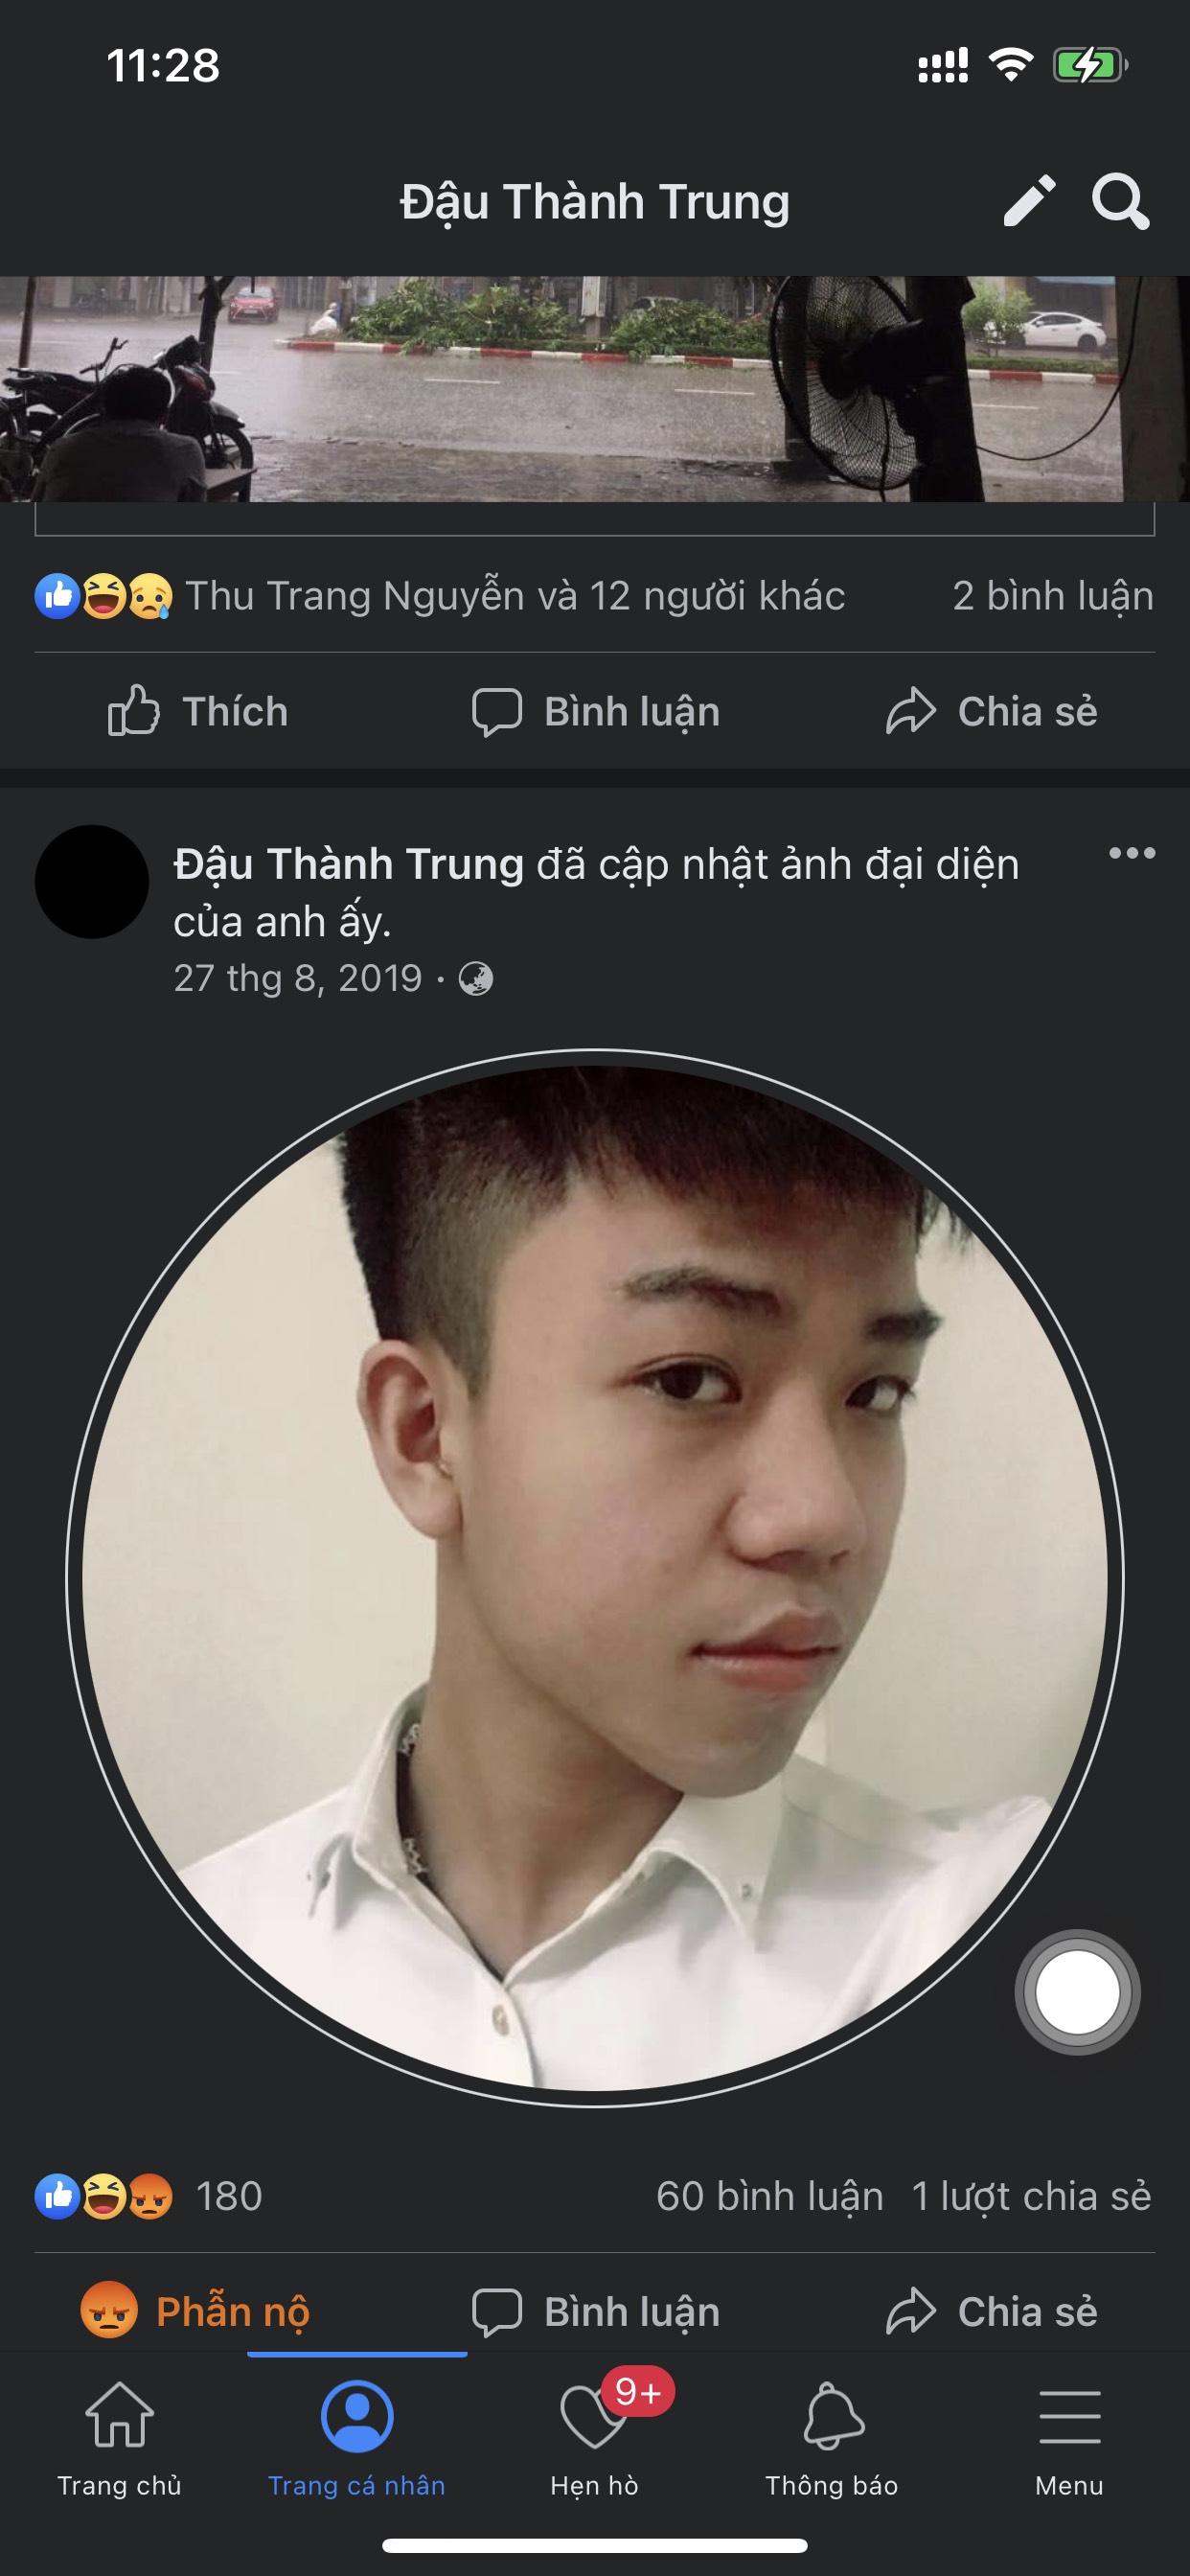 11:28
Đậu Thành Trung
Thu Trang Nguyễn và 12 người khác 2 bình luận
Thích Bình luận Chia sẻ
Đậu Thành Trung đã cập nhật ảnh đại diện
của anh ấy.
27 thg 8, 2019 ·
180 60 bình luận 1 lượt chia sẻ
Phẫn nộ Bình luận Chia sẻ
9+
Trang chủ Trang cá nhân Hẹn hò Thông báo Menu